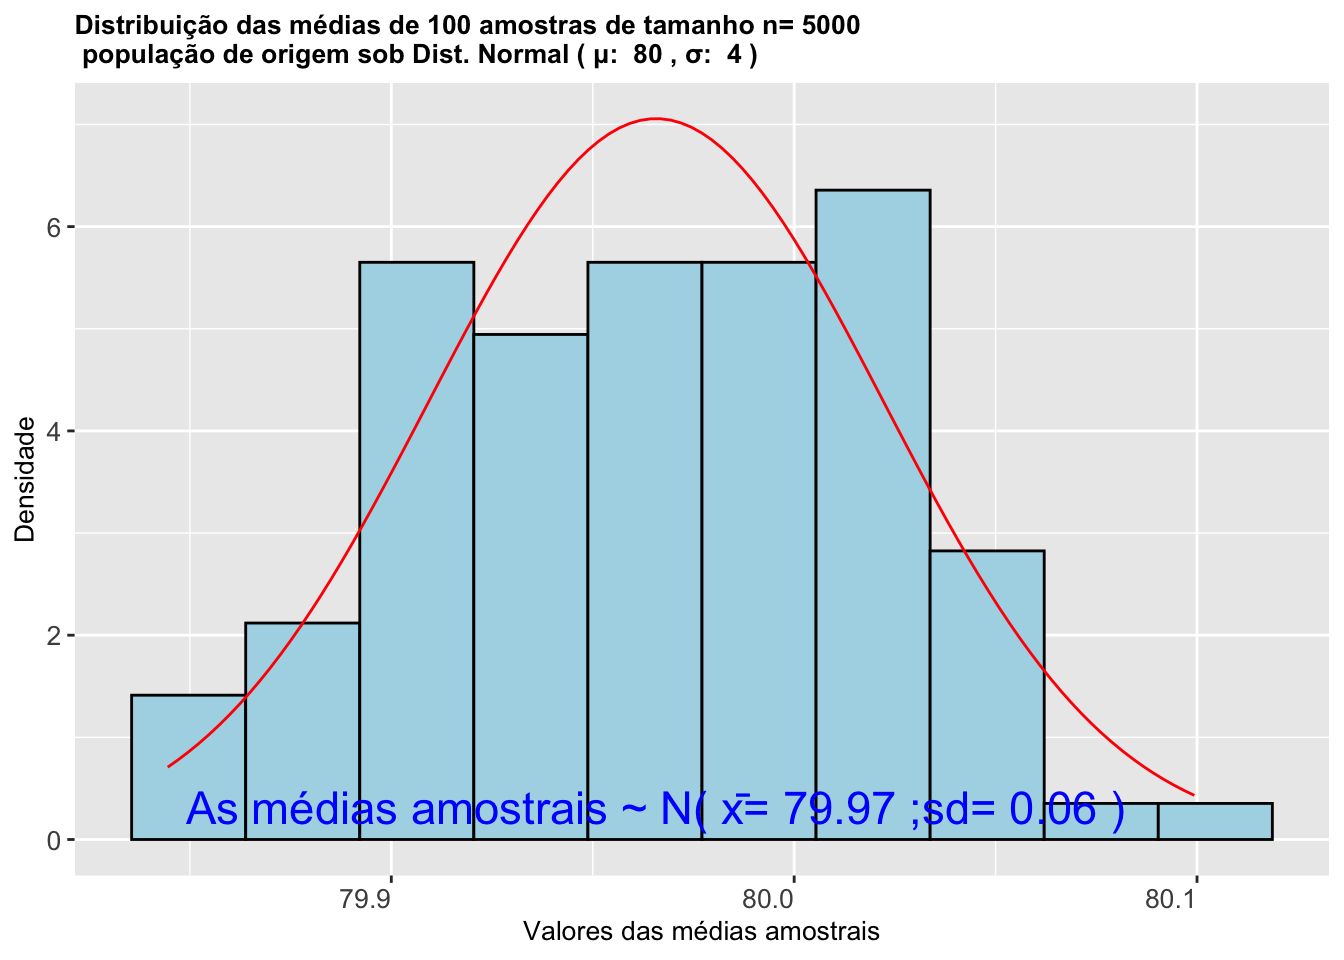 Distribuição das médias de 100 amostras de tamanho n= 5000
população de origem sob Dist. Normal ( μ:  80 , σ:  4 )
Densidade
6
4
2
0
As médias amostrais ~ N( x̄= 79.97 ;sd= 0.06 )
79.9
80.0
80.1
Valores das médias amostrais